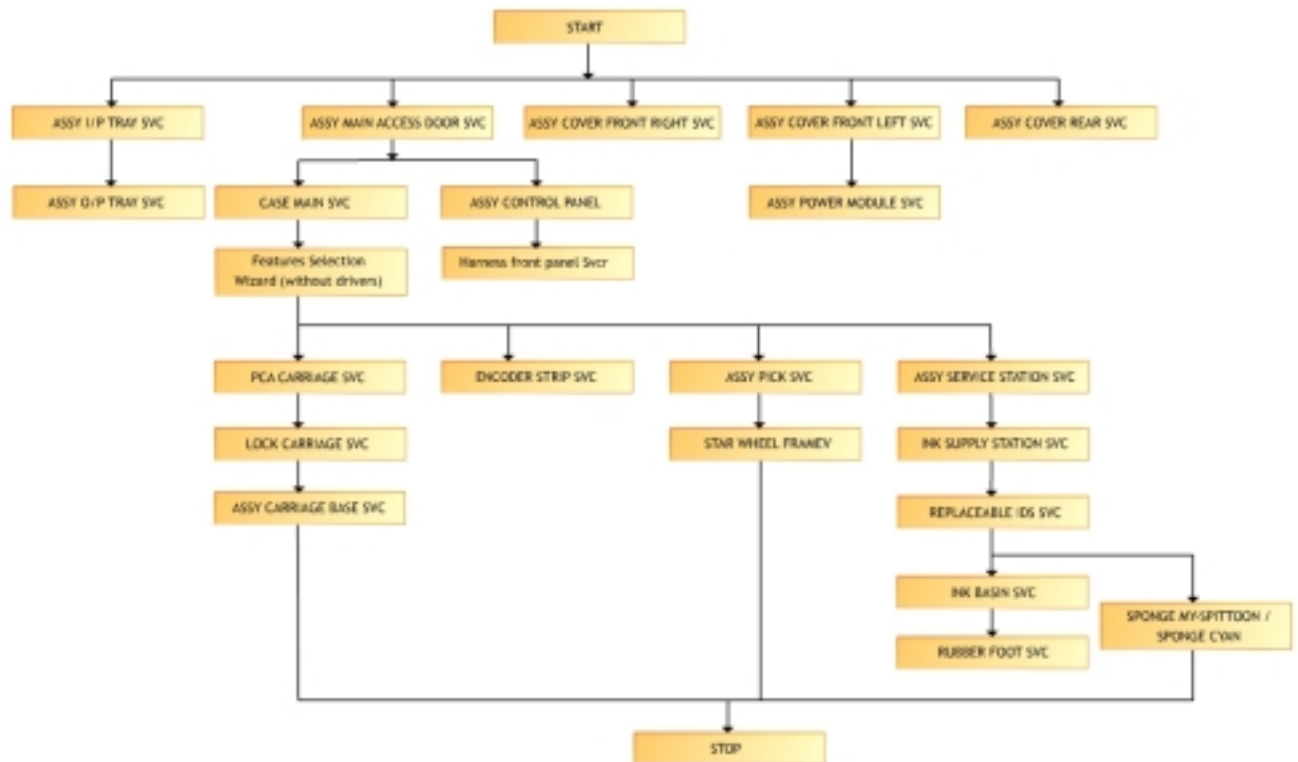 START
ASSY I/P TRAY SVC
ASSY MAIN ACCESS DOOR SVC
ASSY COVER FRONT RIGHT SVC
ASSY COVER FRONT LEFT SVC
ASSY COVER REAR SVC
ASSY O/P TRAY SVC
CASE MAIN SVC
ASSY CONTROL PANEL
ASSY POWER MODULE SVC
Features Selection
Wizard (without drivers)
Harness front panel Svcr
PCA CARRIAGE SVC
ENCODER STRIP SVC
ASSY PICK SVC
ASSY SERVICE STATION SVC
LOCK CARRIAGE SVC
STAR WHEEL FRAMEV
INK SUPPLY STATION SVC
ASSY CARRIAGE BASE SVC
REPLACEABLE IDS SVC
INK BASIN SVC
SPONGE MY-SPITTOON /
SPONGE CYAN
RUBBER FOOT SVC
STOP